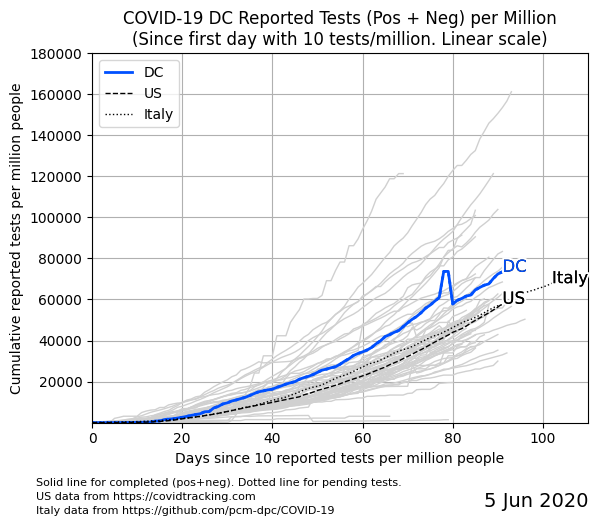 COVID-19 DC Reported Tests (Pos + Neg) per Million
(Since first day with 10 tests/million. Linear scale)
Cumulative reported tests per million people
180000
160000
140000
120000
100000
80000
60000
40000
20000
DC
US
Italy
DC
Italy
US
0 20 40 60 80 100
Days since 10 reported tests per million people
Solid line for completed (pos+neg). Dotted line for pending tests.
US data from https://covidtracking.com
Italy data from https://github.com/pcm-dpc/COVID-19
5 Jun 2020